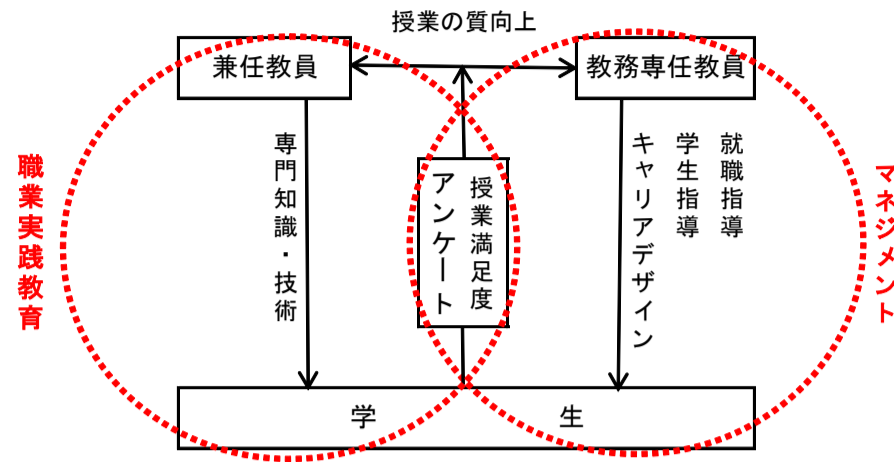 授業の質向上
兼任教員
教務専任教員
職業実践教育
専門知識・技術
授業満足度
アンケート
就職指導
学生指導
キャリアデザイン
マネジメント
学生